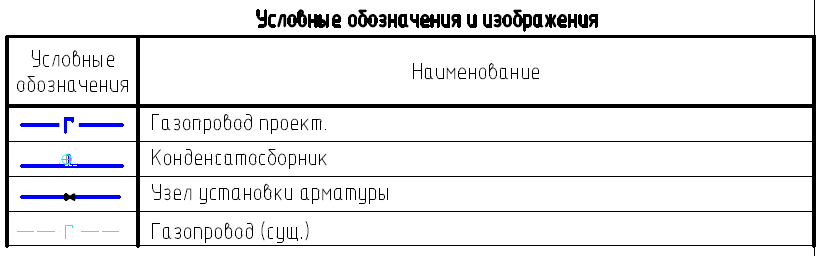 Условные обозначения и изображения
Условные
обозначения
Наименование
Г
Газопровод проект.
Конденсатосборник
Узел установки арматуры
Г
Газопровод (сущ.)